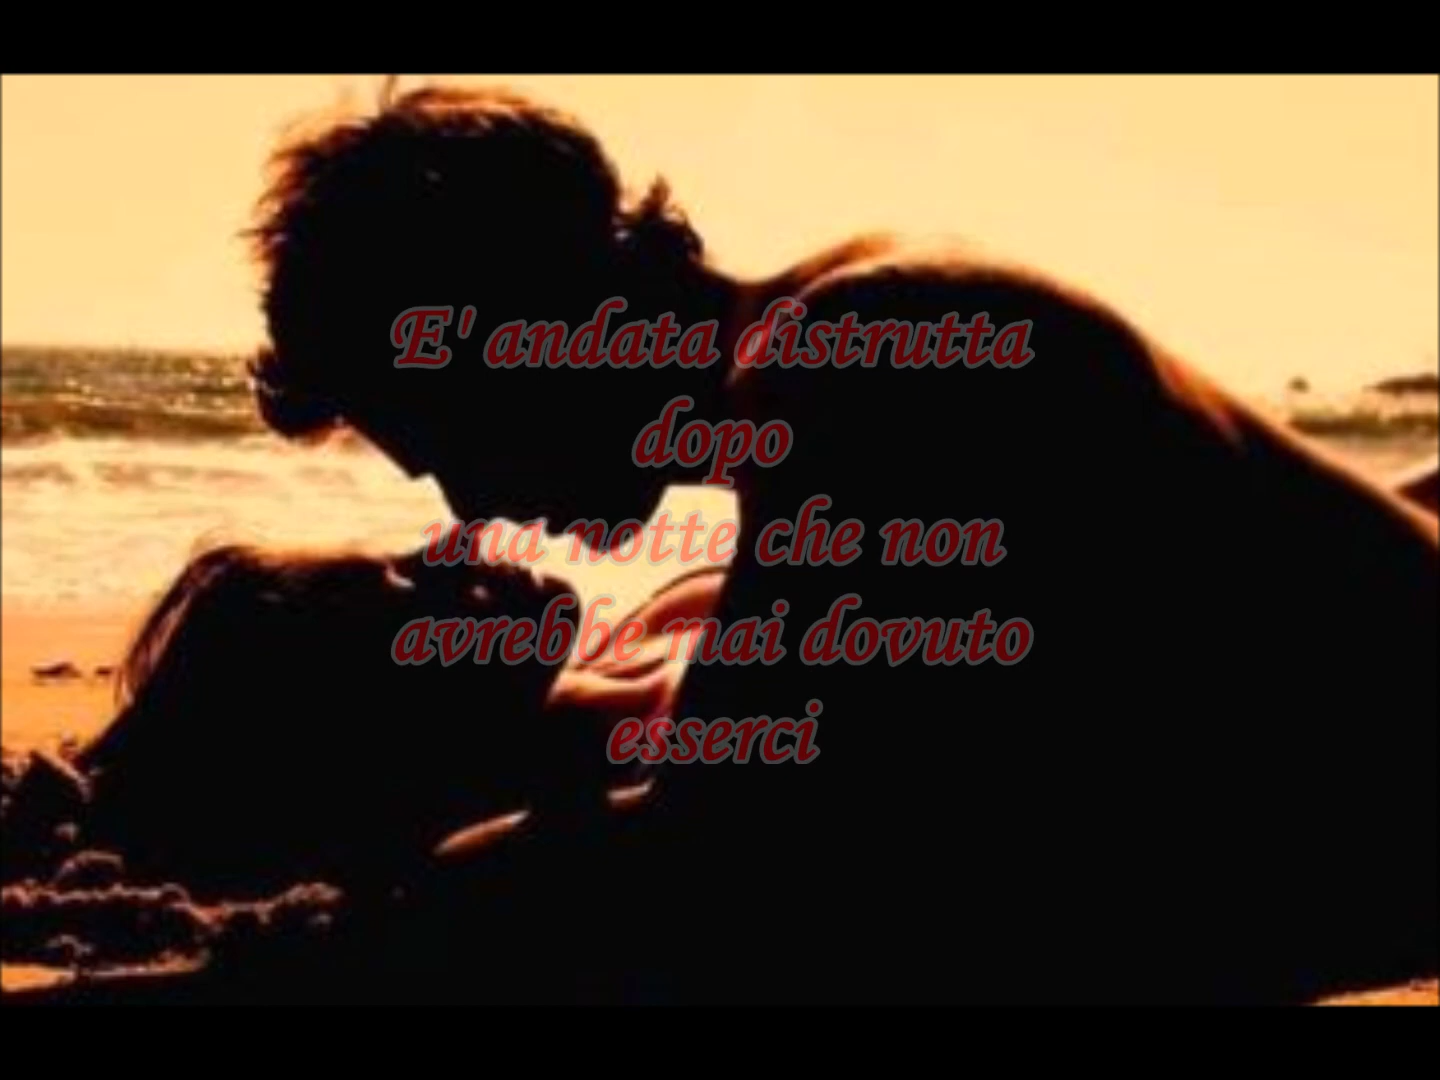 E' andata distrutta
dopo
una notte che non
avrebbe mai dovuto
esserci